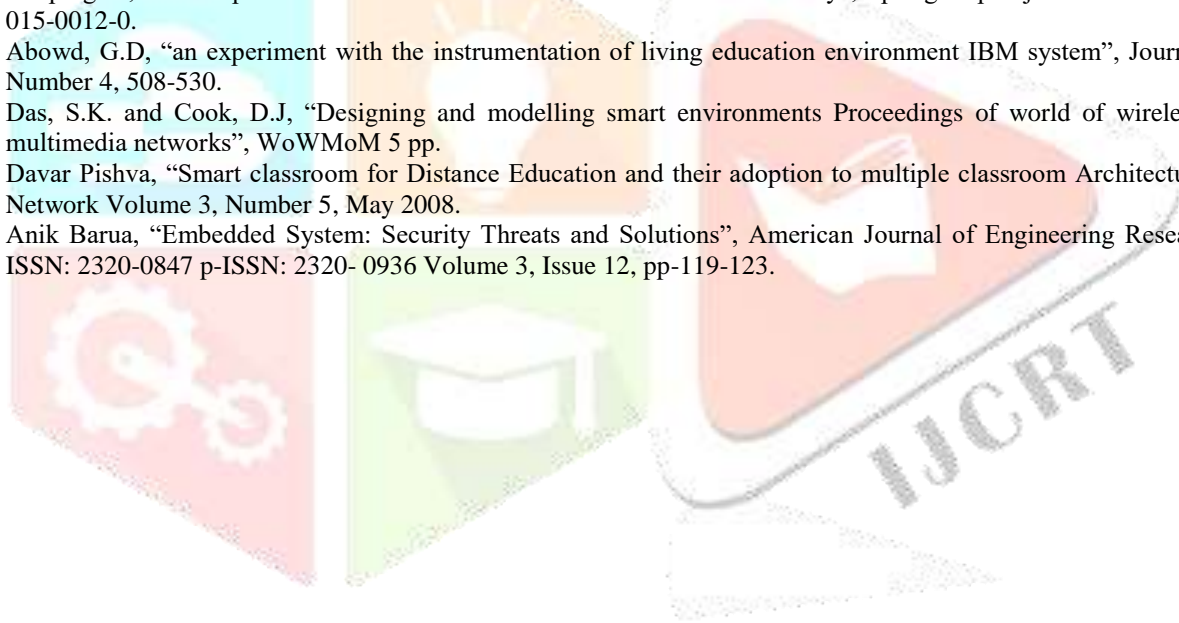 015-0012-0.
Abowd, G.D, “an experiment with the instrumentation of living education environment IBM system”, Journ
Number 4, 508-530.
Das, S.K. and Cook, D.J, “Designing and modelling smart environments Proceedings of world of wirele
multimedia networks”, WoWMoM 5 pp.
Davar Pishva, “Smart classroom for Distance Education and their adoption to multiple classroom Architectu
Network Volume 3, Number 5, May 2008.
Anik Barua, “Embedded System: Security Threats and Solutions”, American Journal of Engineering Resea
ISSN: 2320-0847 p-ISSN: 2320- 0936 Volume 3, Issue 12, pp-119-123.
IJCRT